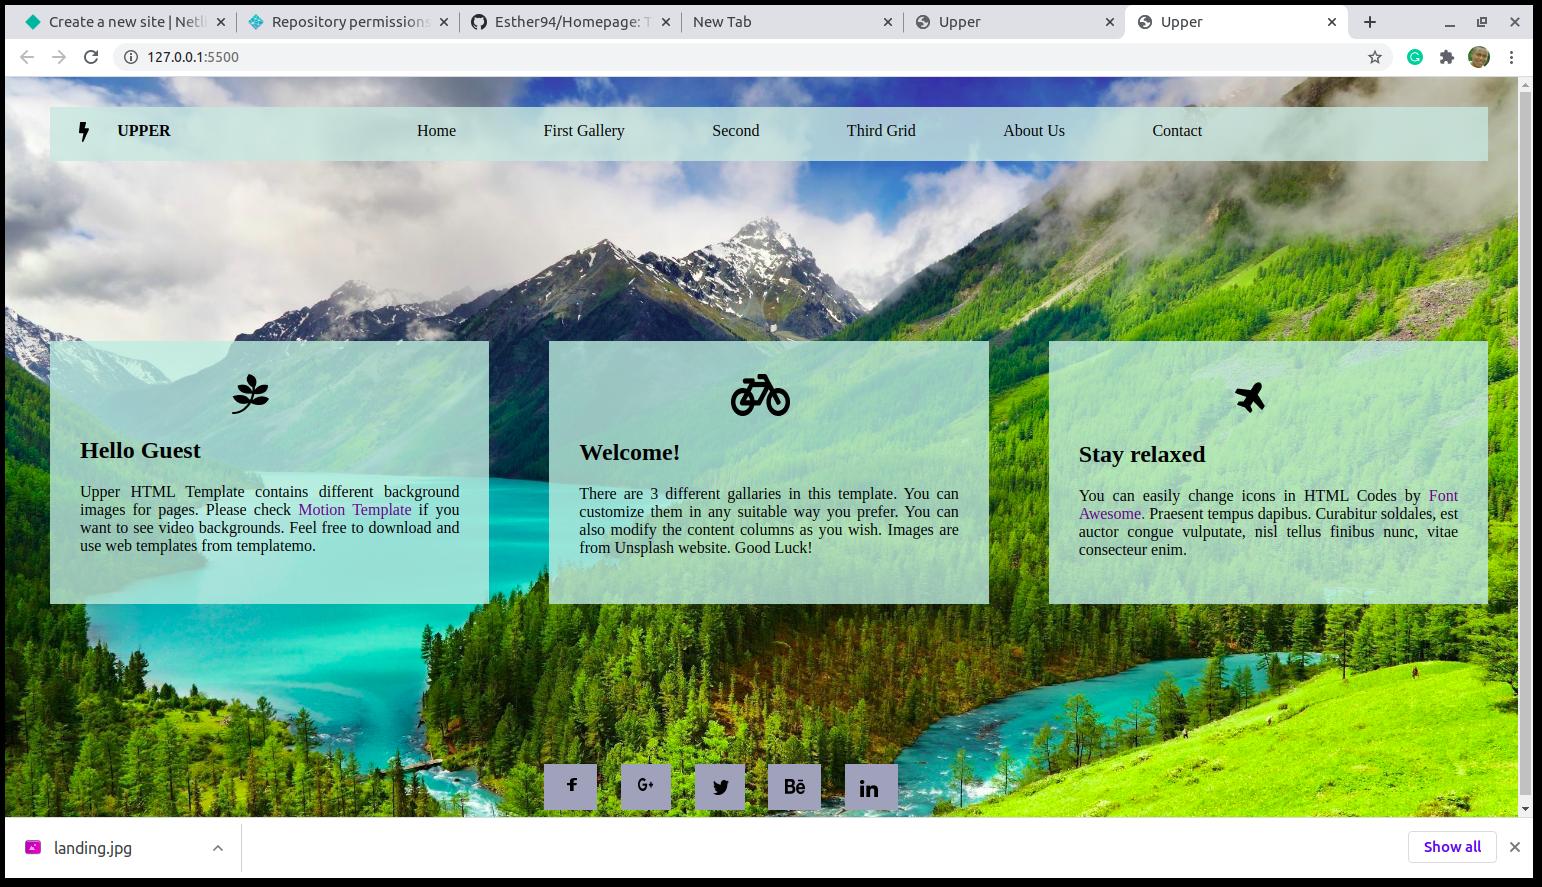 Create a new site | Netli
Repository permissions
Esther94/Homepage: T
New Tab
Upper
Upper
127.0.0.1:5500
UPPER
Home
First Gallery
Second
Third Grid
About Us
Contact
Hello Guest
Upper HTML Template contains different background
images for pages. Please check Motion Template if you
want to see video backgrounds. Feel free to download and
use web templates from templatemo.
Welcome!
There are 3 different gallaries in this template. You can
customize them in any suitable way you prefer. You can
also modify the content columns as you wish. Images are
from Unsplash website. Good Luck!
Stay relaxed
You can easily change icons in HTML Codes by Font
Awesome. Praesent tempus dapibus. Curabitur soldales, est
auctor congue vulputate, nisl tellus finibus nunc, vitae
consecteur enim.
f
G+
Bē
in
landing.jpg
Show all